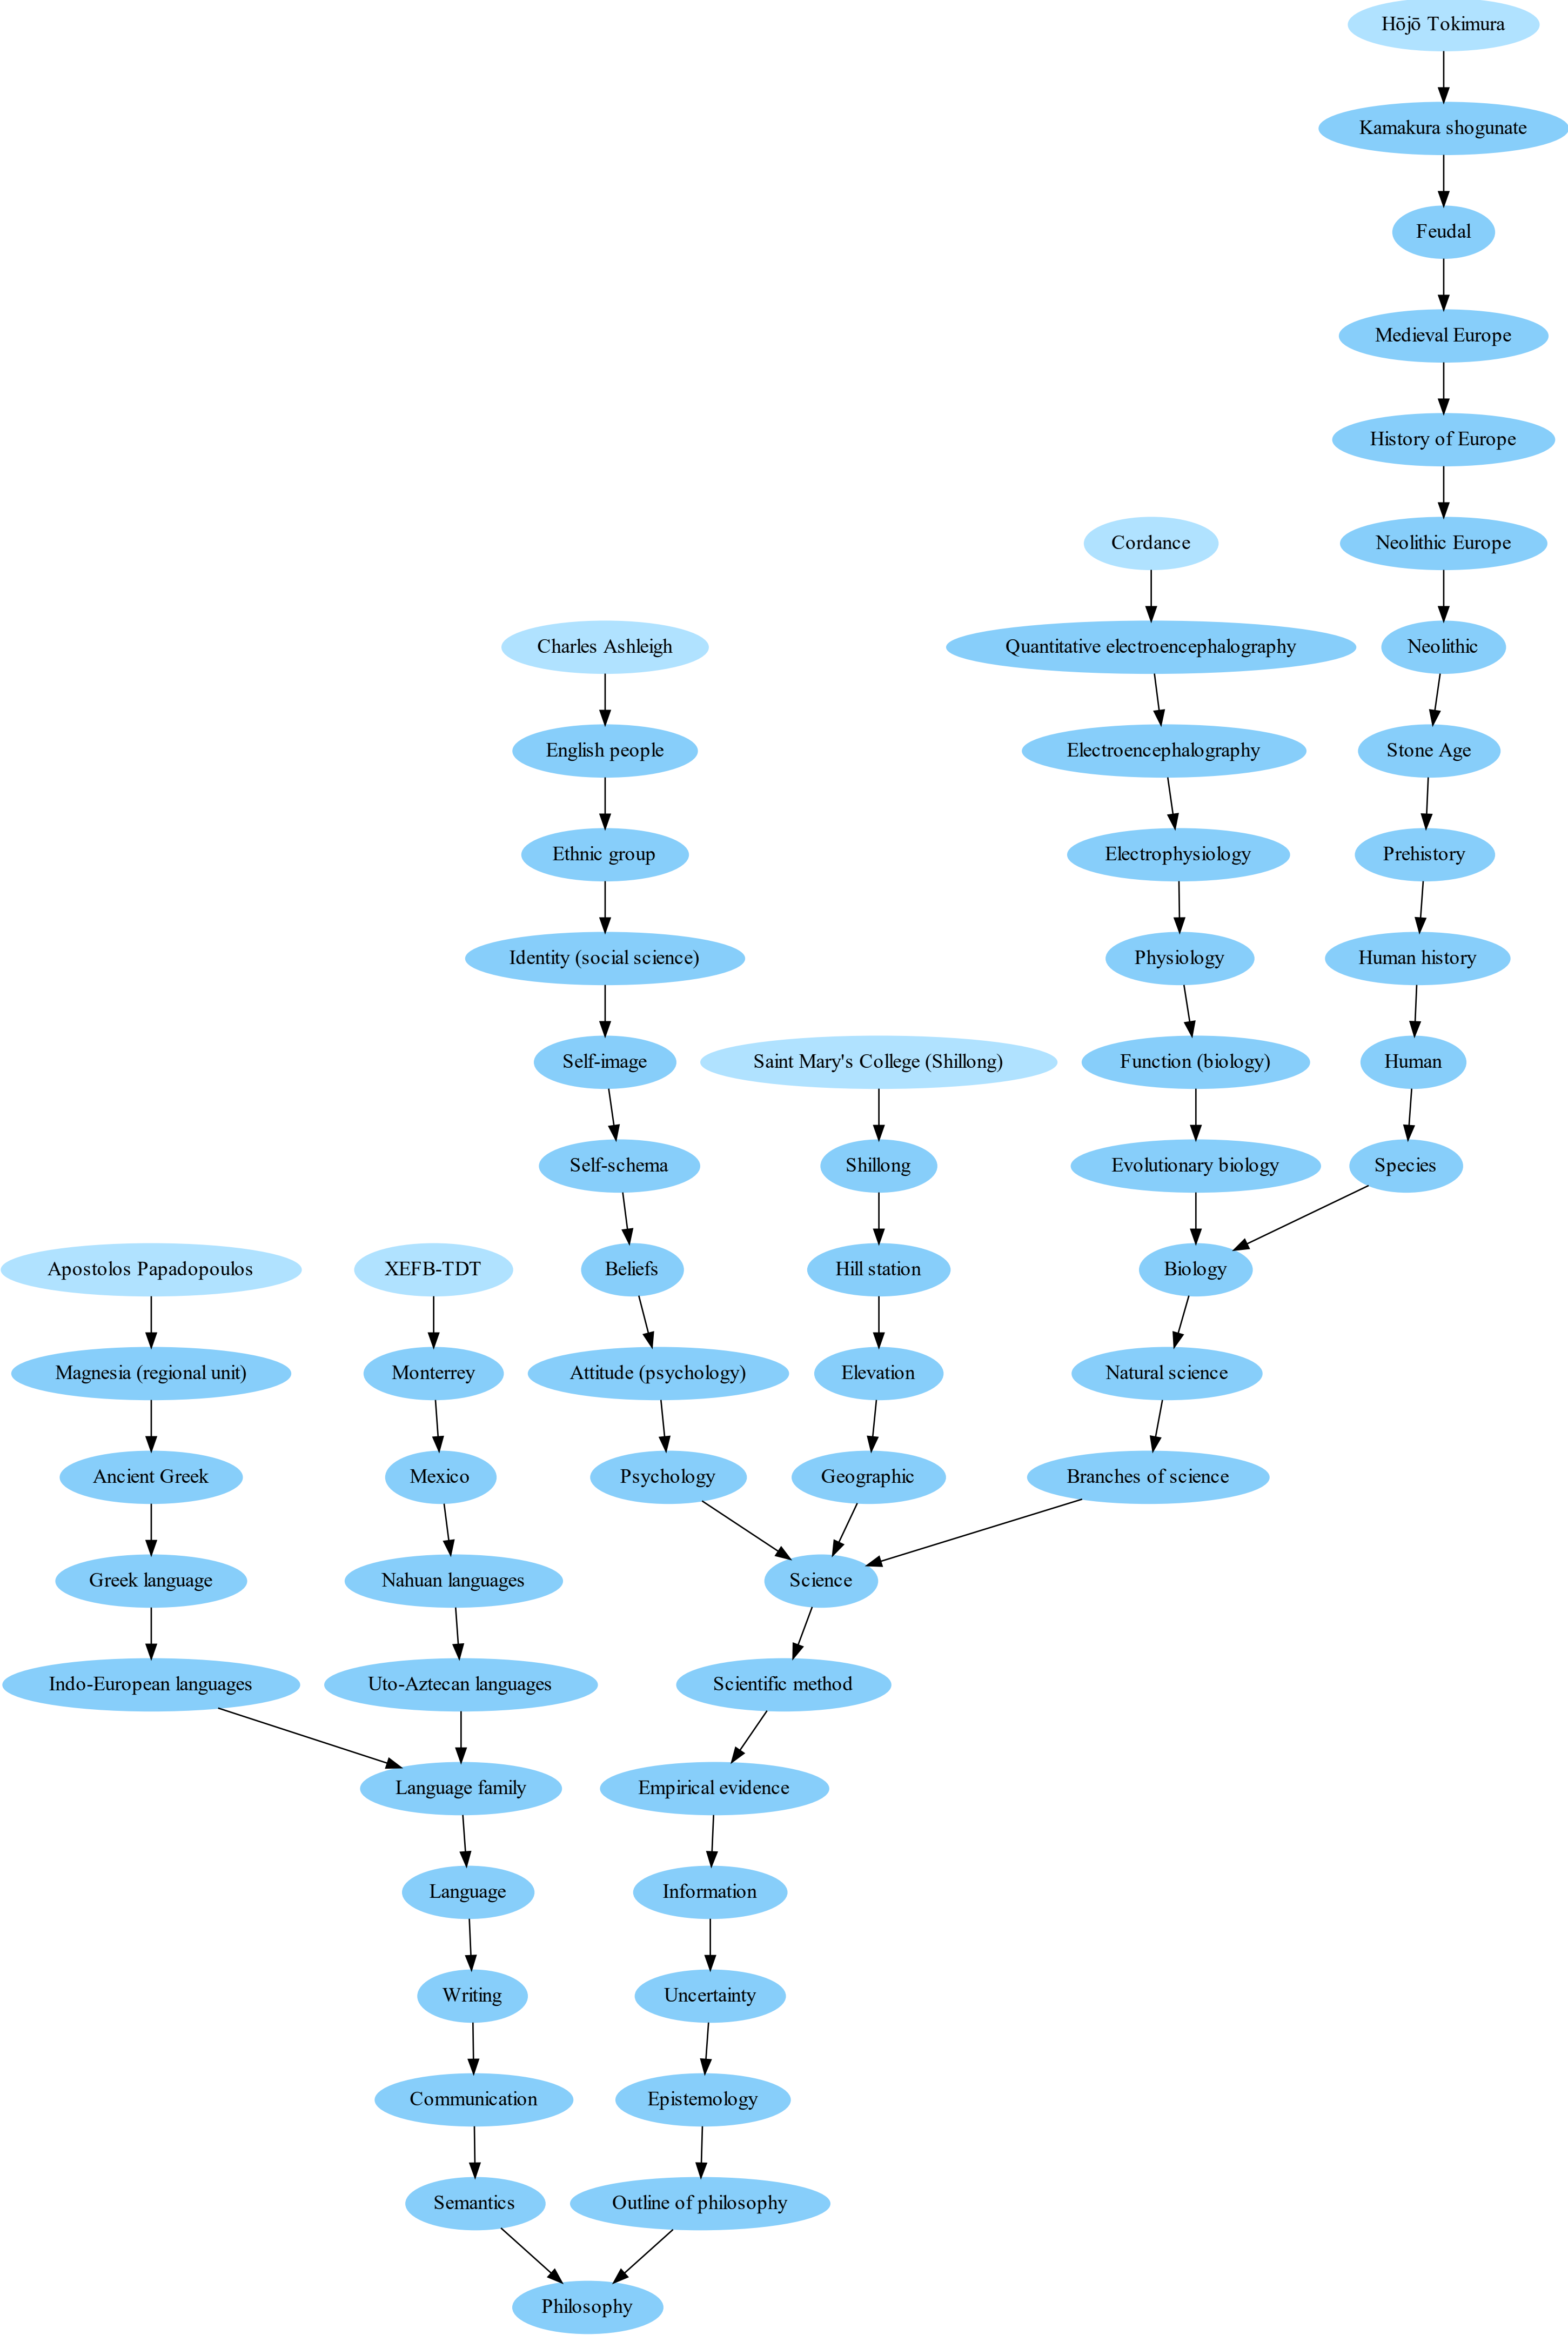 Hōjō Tokimura
Kamakura shogunate
Feudal
Medieval Europe
History of Europe
Cordance
Neolithic Europe
Charles Ashleigh
Quantitative electroencephalography
Neolithic
English people
Electroencephalography
Stone Age
Ethnic group
Electrophysiology
Prehistory
Identity (social science)
Physiology
Human history
Self-image
Saint Mary's College (Shillong)
Function (biology)
Human
Self-schema
Shillong
Evolutionary biology
Species
Apostolos Papadopoulos
XEFB-TDT
Beliefs
Hill station
Biology
Magnesia (regional unit)
Monterrey
Attitude (psychology)
Elevation
Natural science
Ancient Greek
Mexico
Psychology
Geographic
Branches of science
Greek language
Nahuan languages
Science
Indo-European languages
Uto-Aztecan languages
Scientific method
Language family
Empirical evidence
Language
Information
Writing
Uncertainty
Communication
Epistemology
Semantics
Outline of philosophy
Philosophy